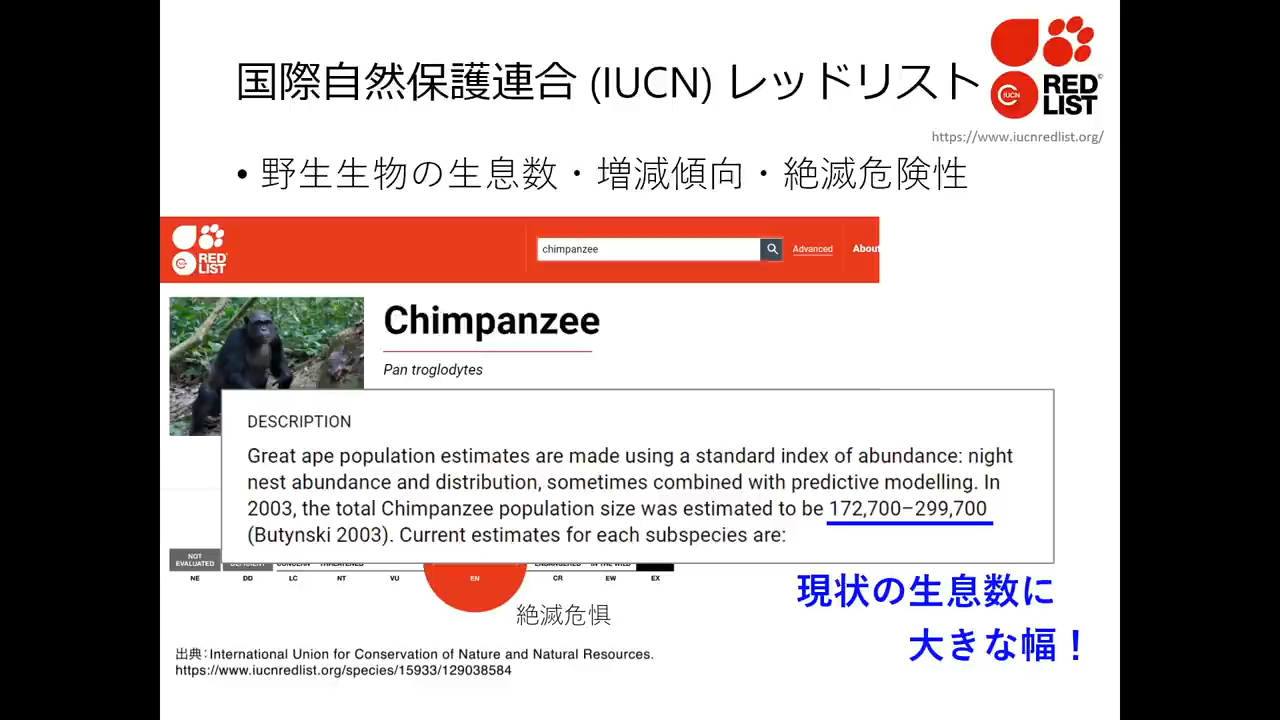 国際自然保護連合 (IUCN) レッドリスト
IUCN
RED
LIST
https://www.iucnredlist.org/
• 野生生物の生息数・増減傾向・絶滅危険性
RED
LIST
chimpanzee
Advanced
About
Chimpanzee
Pan troglodytes
DESCRIPTION
Great ape population estimates are made using a standard index of abundance: night
nest abundance and distribution, sometimes combined with predictive modelling. In
2003, the total Chimpanzee population size was estimated to be 172,700–299,700
(Butynski 2003). Current estimates for each subspecies are:
NOT
EVALUATED
NE
DD
LC
NT
VU
EN
CR
EW
EX
絶滅危惧
現状の生息数に
大きな幅！
出典：International Union for Conservation of Nature and Natural Resources.
https://www.iucnredlist.org/species/15933/129038584